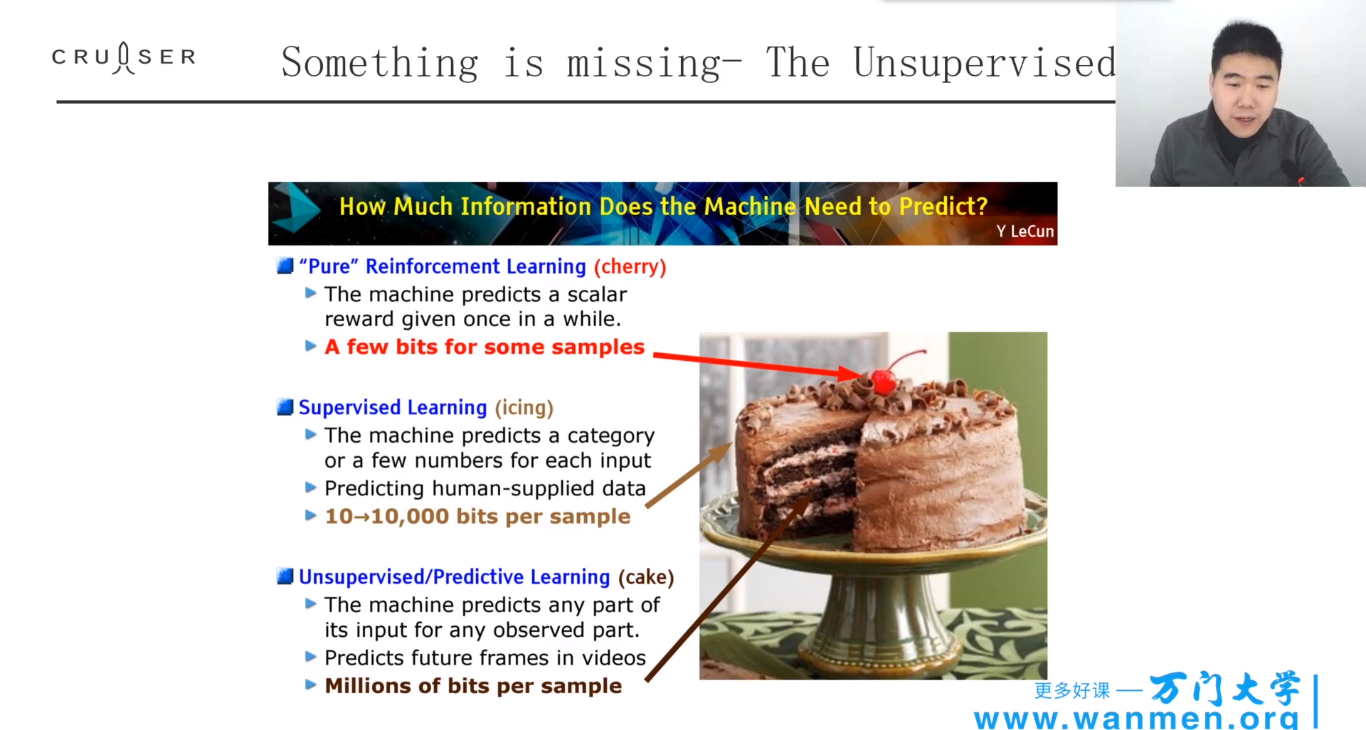 CRUISER
Something is missing- The Unsupervised
How Much Information Does the Machine Need to Predict?
Y LeCun
“Pure” Reinforcement Learning (cherry)
The machine predicts a scalar
reward given once in a while.
A few bits for some samples
Supervised Learning (icing)
The machine predicts a category
or a few numbers for each input
Predicting human-supplied data
10→10,000 bits per sample
Unsupervised/Predictive Learning (cake)
The machine predicts any part of
its input for any observed part.
Predicts future frames in videos
Millions of bits per sample
更多好课 — 万门大学
www.wanmen.org